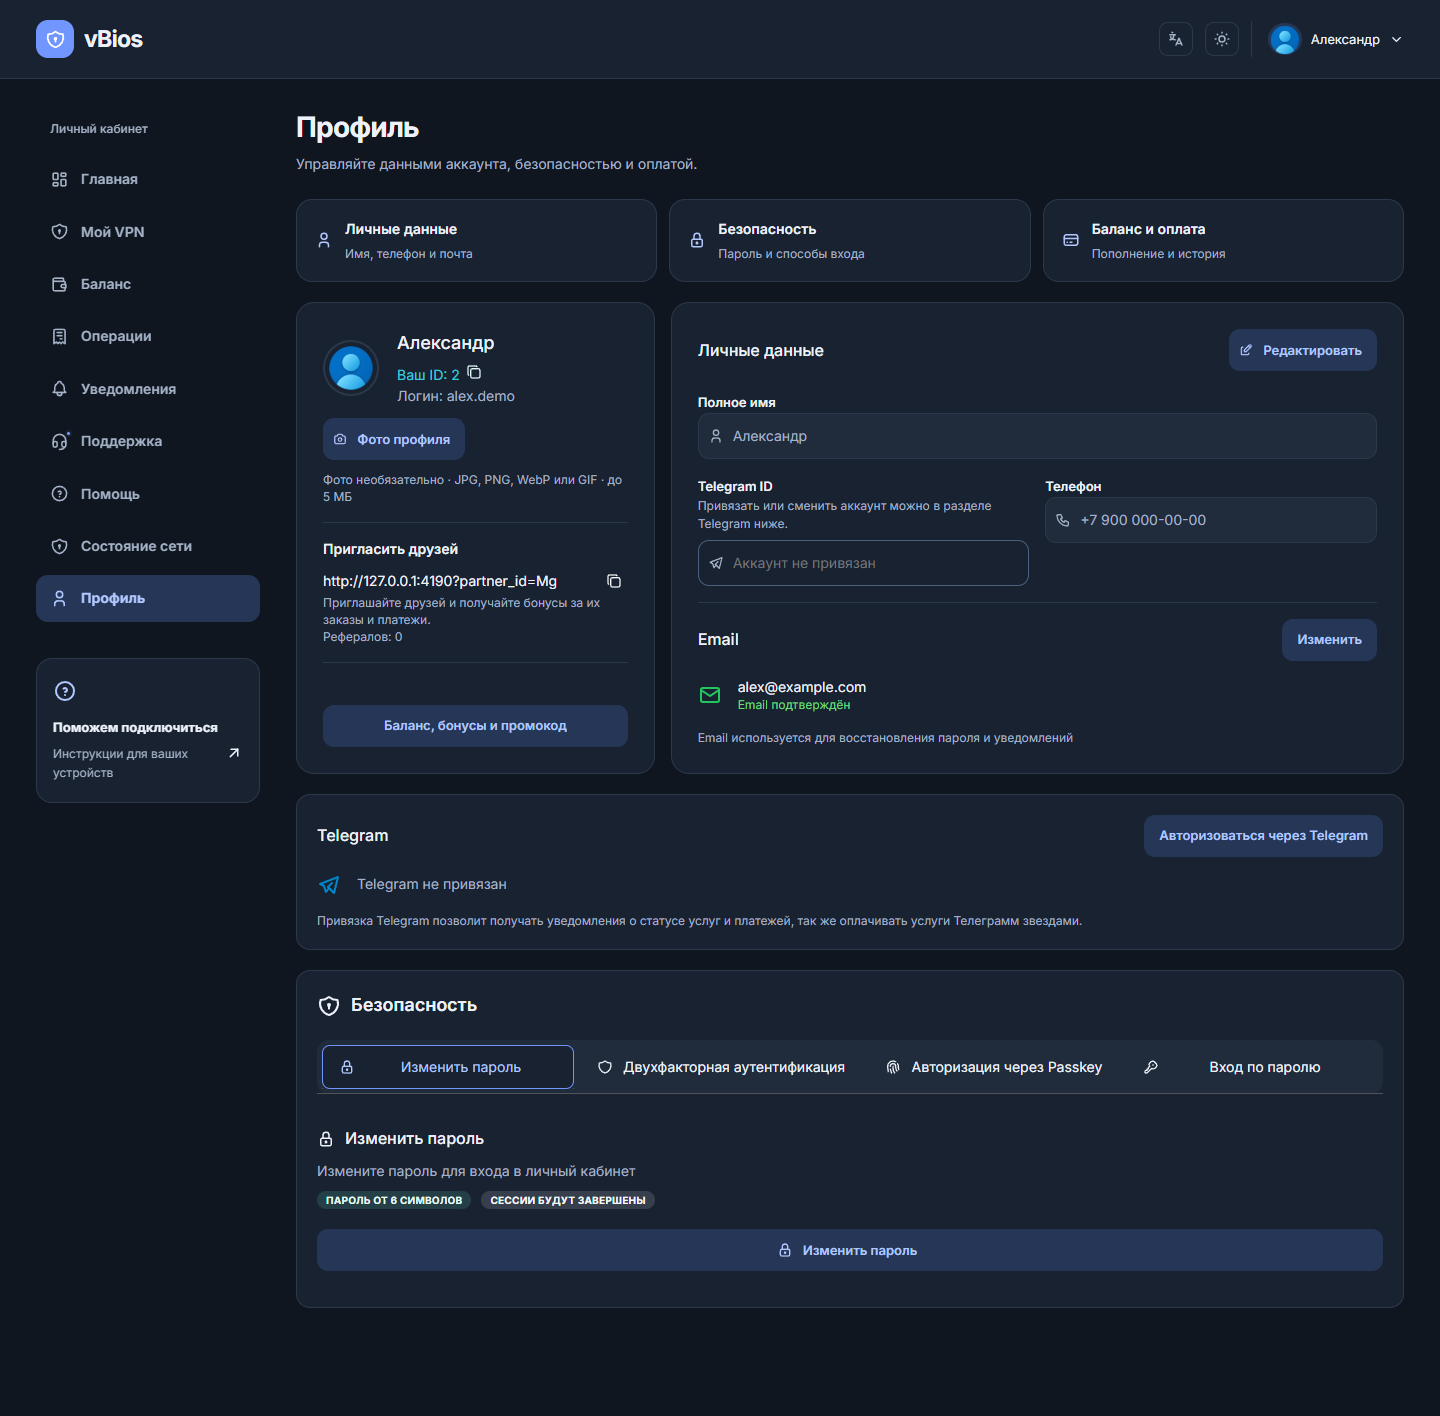 vBios
Александр
Личный кабинет
Главная
Мой VPN
Баланс
Операции
Уведомления
Поддержка
Помощь
Состояние сети
Профиль
Поможем подключиться
Инструкции для ваших
устройств
Профиль
Управляйте данными аккаунта, безопасностью и оплатой.
Личные данные
Имя, телефон и почта
Безопасность
Пароль и способы входа
Баланс и оплата
Пополнение и история
Александр
Ваш ID: 2
Логин: alex.demo
Фото профиля
Фото необязательно · JPG, PNG, WebP или GIF · до
5 МБ
Пригласить друзей
http://127.0.0.1:4190?partner_id=Mg
Приглашайте друзей и получайте бонусы за их
заказы и платежи.
Рефералов: 0
Баланс, бонусы и промокод
Личные данные
Редактировать
Полное имя
Александр
Telegram ID
Привязать или сменить аккаунт можно в разделе
Telegram ниже.
Аккаунт не привязан
Телефон
+7 900 000-00-00
Email
Изменить
alex@example.com
Email подтверждён
Email используется для восстановления пароля и уведомлений
Telegram
Авторизоваться через Telegram
Telegram не привязан
Привязка Telegram позволит получать уведомления о статусе услуг и платежей, так же оплачивать услуги Телеграмм звездами.
Безопасность
Изменить пароль
Двухфакторная аутентификация
Авторизация через Passkey
Вход по паролю
Изменить пароль
Измените пароль для входа в личный кабинет
ПАРОЛЬ ОТ 6 СИМВОЛОВ
СЕССИИ БУДУТ ЗАВЕРШЕНЫ
Изменить пароль